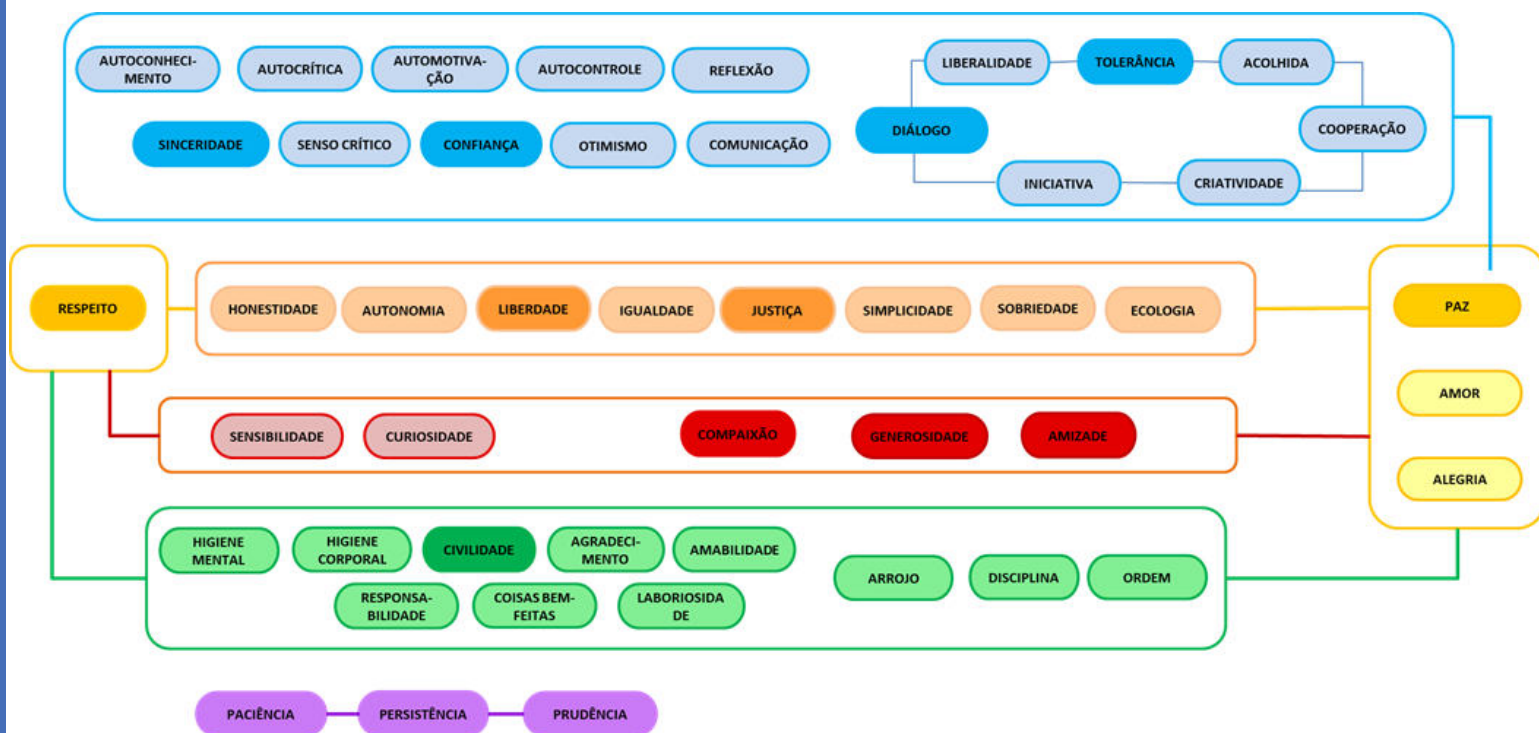 AUTOCONHECI-
MENTO
AUTOCRÍTICA
AUTOMOTIVA-
ÇÃO
AUTOCONTROLE
REFLEXÃO
SINCERIDADE
SENSO CRÍTICO
CONFIANÇA
OTIMISMO
COMUNICAÇÃO
LIBERALIDADE
TOLERÂNCIA
ACOLHIDA
DIÁLOGO
COOPERAÇÃO
INICIATIVA
CRIATIVIDADE
RESPEITO
HONESTIDADE
AUTONOMIA
LIBERDADE
IGUALDADE
JUSTIÇA
SIMPLICIDADE
SOBRIEDADE
ECOLOGIA
PAZ
AMOR
ALEGRIA
SENSIBILIDADE
CURIOSIDADE
COMPAIXÃO
GENEROSIDADE
AMIZADE
HIGIENE
MENTAL
HIGIENE
CORPORAL
CIVILIDADE
AGRADECI-
MENTO
AMABILIDADE
RESPONSA-
BILIDADE
COISAS BEM-
FEITAS
LABORIOSIDA
DE
ARROJO
DISCIPLINA
ORDEM
PACIÊNCIA
PERSISTÊNCIA
PRUDÊNCIA